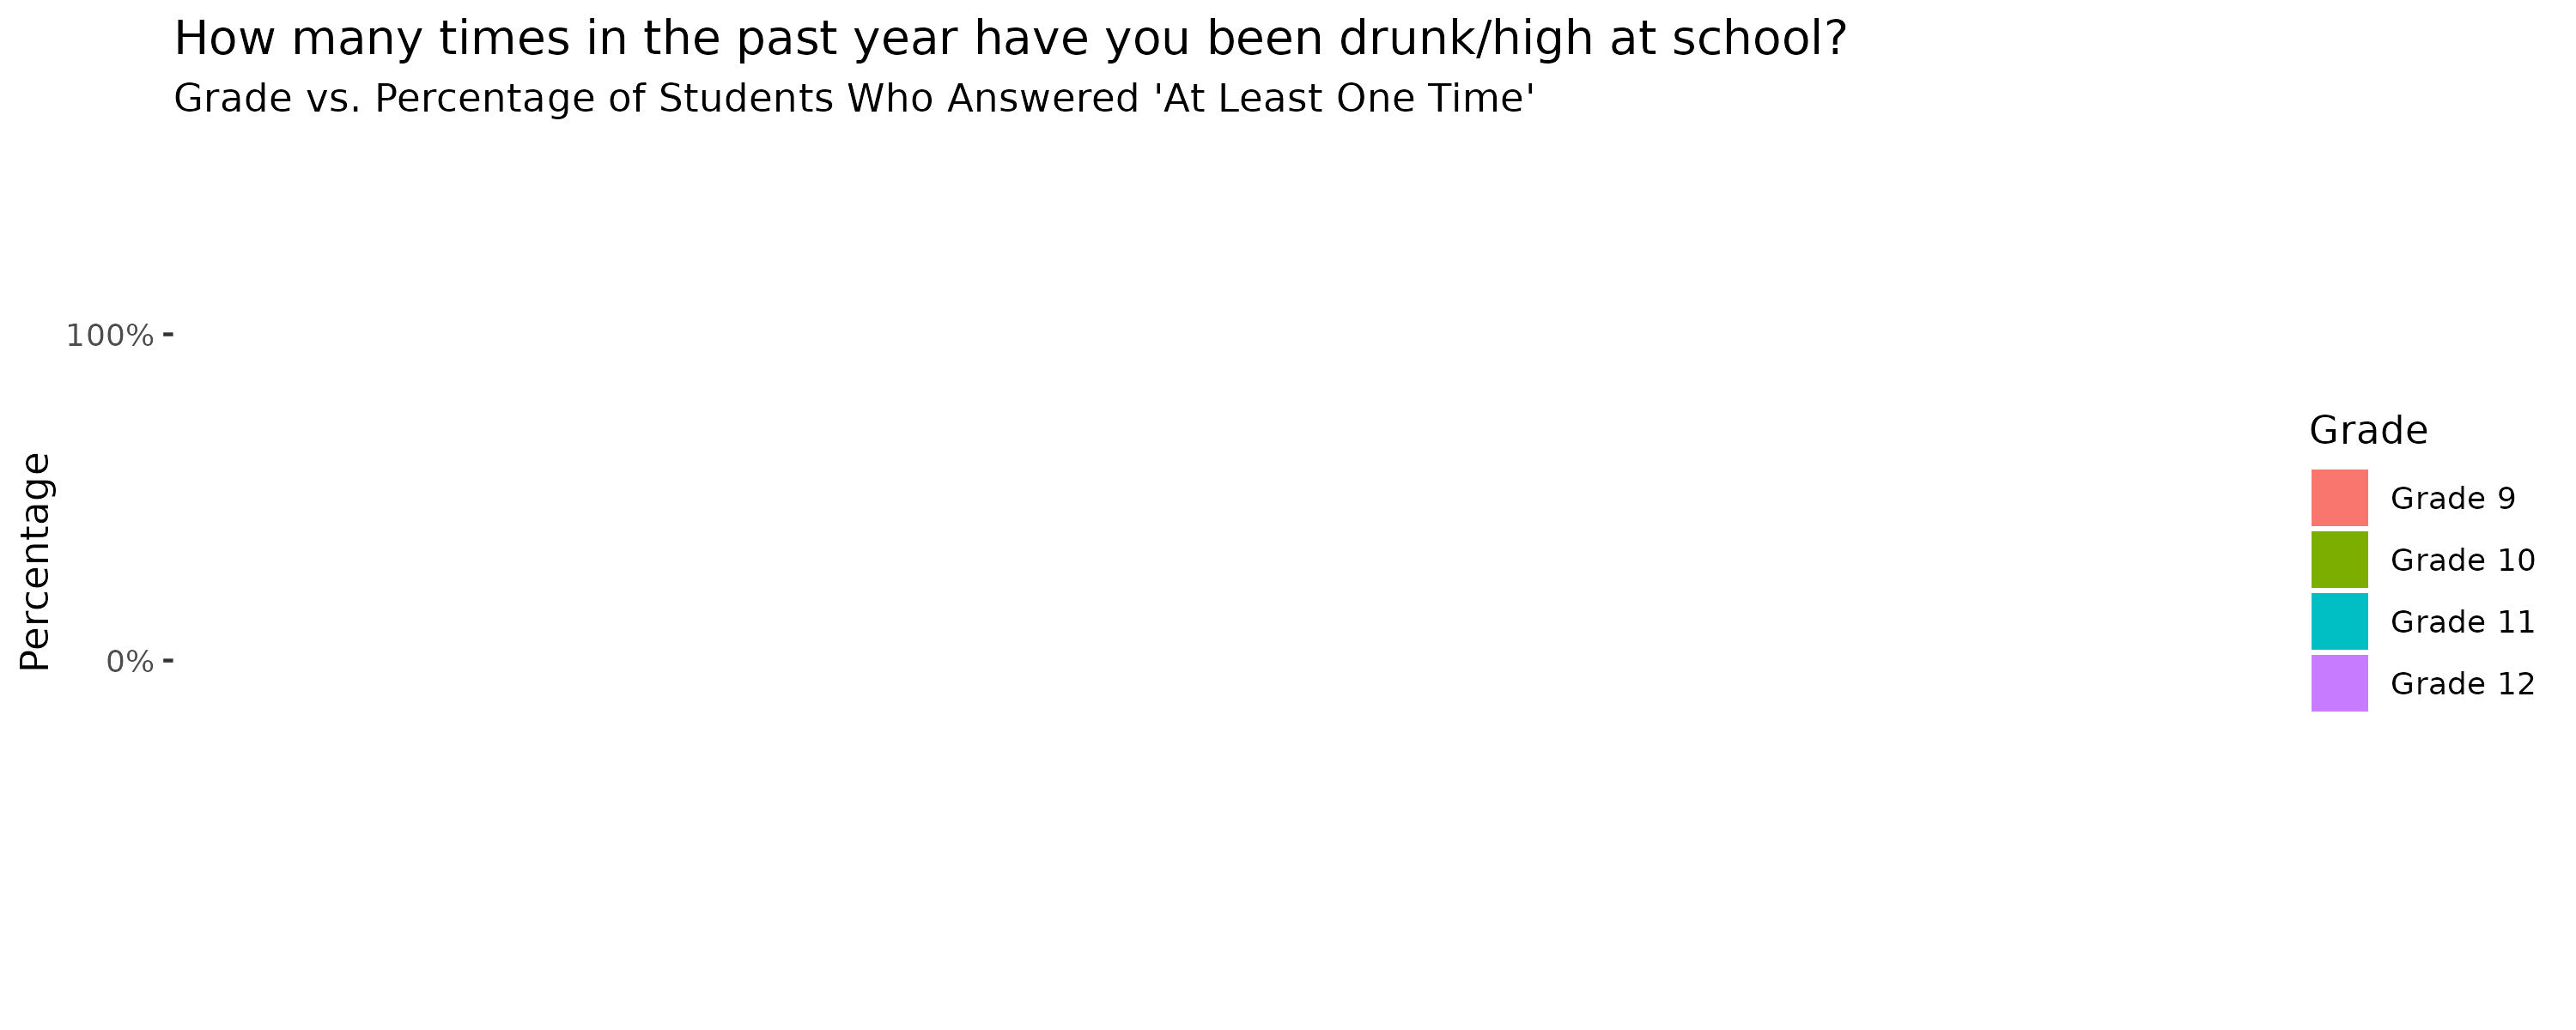 How many times in the past year have you been drunk/high at school?
Grade vs. Percentage of Students Who Answered 'At Least One Time'
100%
0%
Percentage
Grade
Grade 9
Grade 10
Grade 11
Grade 12